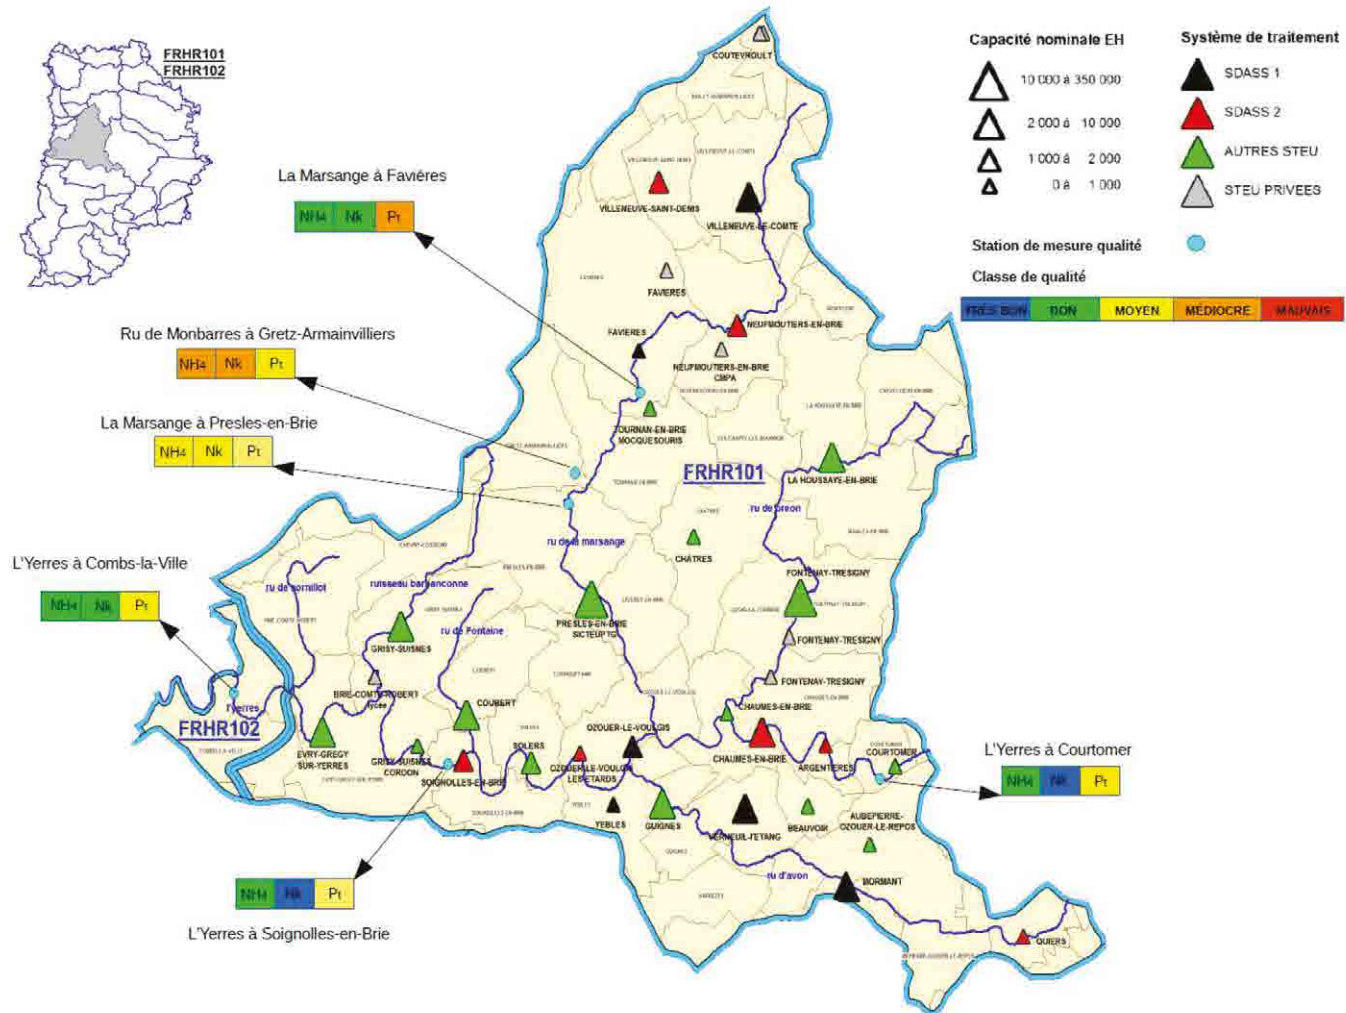 FRHR101
FRHR102
Capacité nominale EH
10 000 à 350 000
2 000 à 10 000
1 000 à 2 000
0 à 1 000
Système de traitement
SDASS 1
SDASS 2
AUTRES STEU
STEU PRIVEES
Station de mesure qualité
Classe de qualité
TRÈS BON BON MOYEN MÉDIOCRE MAUVAIS
La Marsange à Favières
NH4 Nk Pt
Ru de Monbarres à Gretz-Armainvilliers
NH4 Nk Pt
La Marsange à Presles-en-Brie
NH4 Nk Pt
L'Yerres à Combs-la-Ville
NH4 Nk Pt
L'Yerres à Soignolles-en-Brie
NH4 Nk Pt
L'Yerres à Courtomer
NH4 Nk Pt
COUTEVROULT
VILLENEUVE-SAINT-DENIS
VILLENEUVE-LE-COMTE
FAVIERES
FAVIERES
NEUFMOUTIERS-EN-BRIE
NEUFMOUTIERS-EN-BRIE
CMPA
TOURNAN-EN-BRIE
MOCQUESOURIS
FRHR101
LA HOUSSAYE-EN-BRIE
ru de bréon
ru de la marsange
CHÂTRES
FONTENAY-TRESIGNY
FONTENAY-TRESIGNY
FONTENAY-TRESIGNY
PRESLES-EN-BRIE
SICTEUPTG
ru de cornillot
ruisseau barbanconne
ru de Fontaine
GRISY-SUISNES
BRIE-COMTE-ROBERT
lycée
COUBERT
l'yerres
FRHR102
EVRY-GREGY
SUR-YERRES
GRISY-SUISNES
CORDON
SOIGNOLLES-EN-BRIE
SOLERS
OZOUER-LE-VOULGIS
OZOUER-LE-VOULGIS
LES-ETARDS
CHAUMES-EN-BRIE
CHAUMES-EN-BRIE
ARGENTIERES
COURTOMER
YEBLES
GUIGNES
VERNEUIL-l'ETANG
BEAUVOIR
AUBEPIERRE-
OZOUER-LE-REPOS
ru d'avon
MORMANT
QUIERS